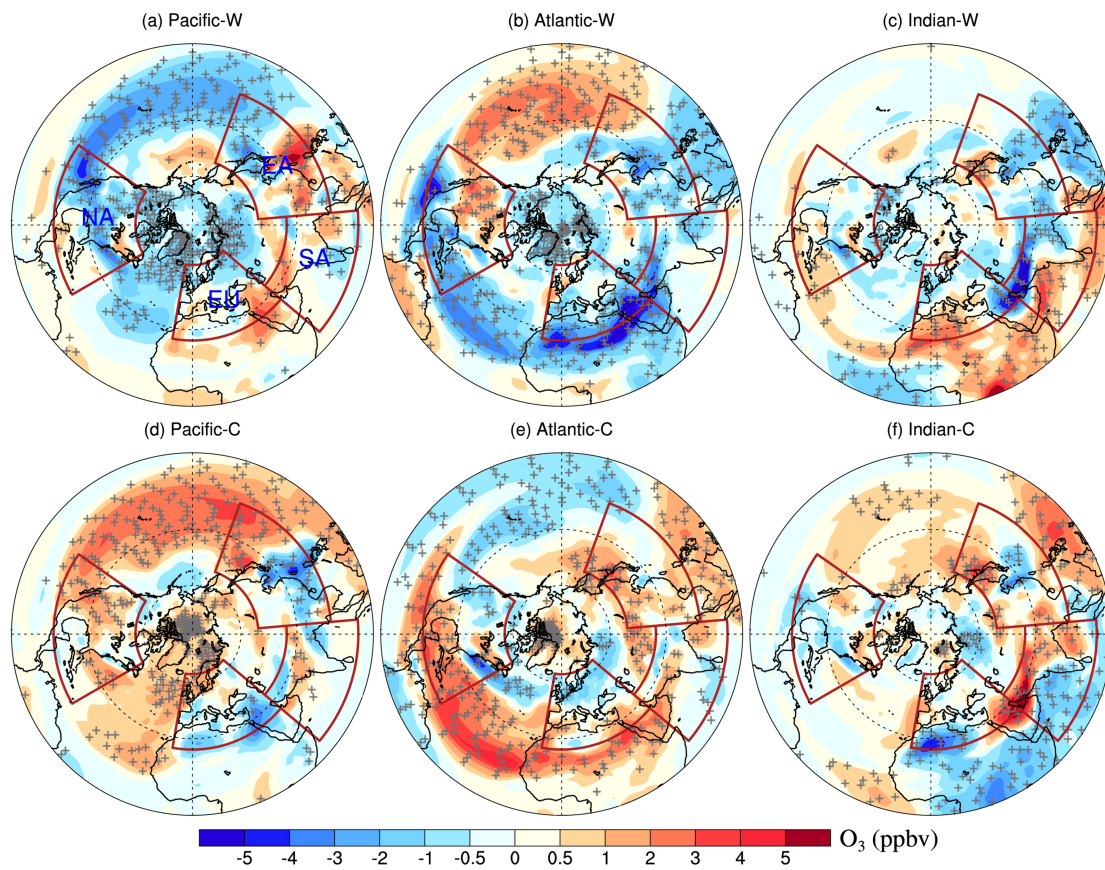 (a) Pacific-W
(b) Atlantic-W
(c) Indian-W
EA
NA
SA
EU
(d) Pacific-C
(e) Atlantic-C
(f) Indian-C
O₃ (ppbv)
-5 -4 -3 -2 -1 -0.5 0 0.5 1 2 3 4 5